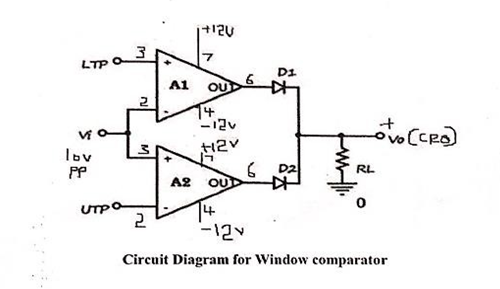 +12V
LTP 3 + 7 D1
A1 OUT 6
2 - 4
-12v
Vi
10v
PP
+12v
3 + 7 D2
A2 OUT 6
UTP 2 - 4
-12v
+
Vo (CRO)
RL
0
Circuit Diagram for Window comparator